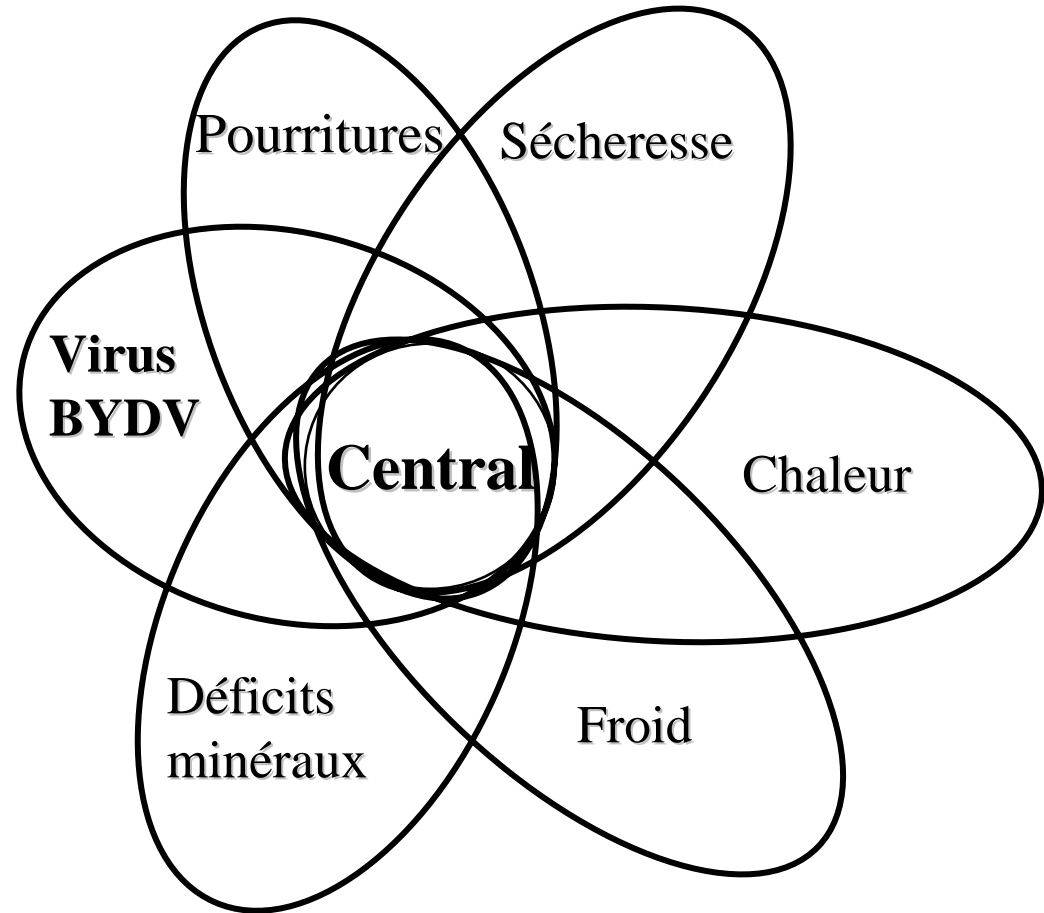 Pourritures
Sécheresse
Virus
BYDV
Central
Chaleur
Déficits
minéraux
Froid